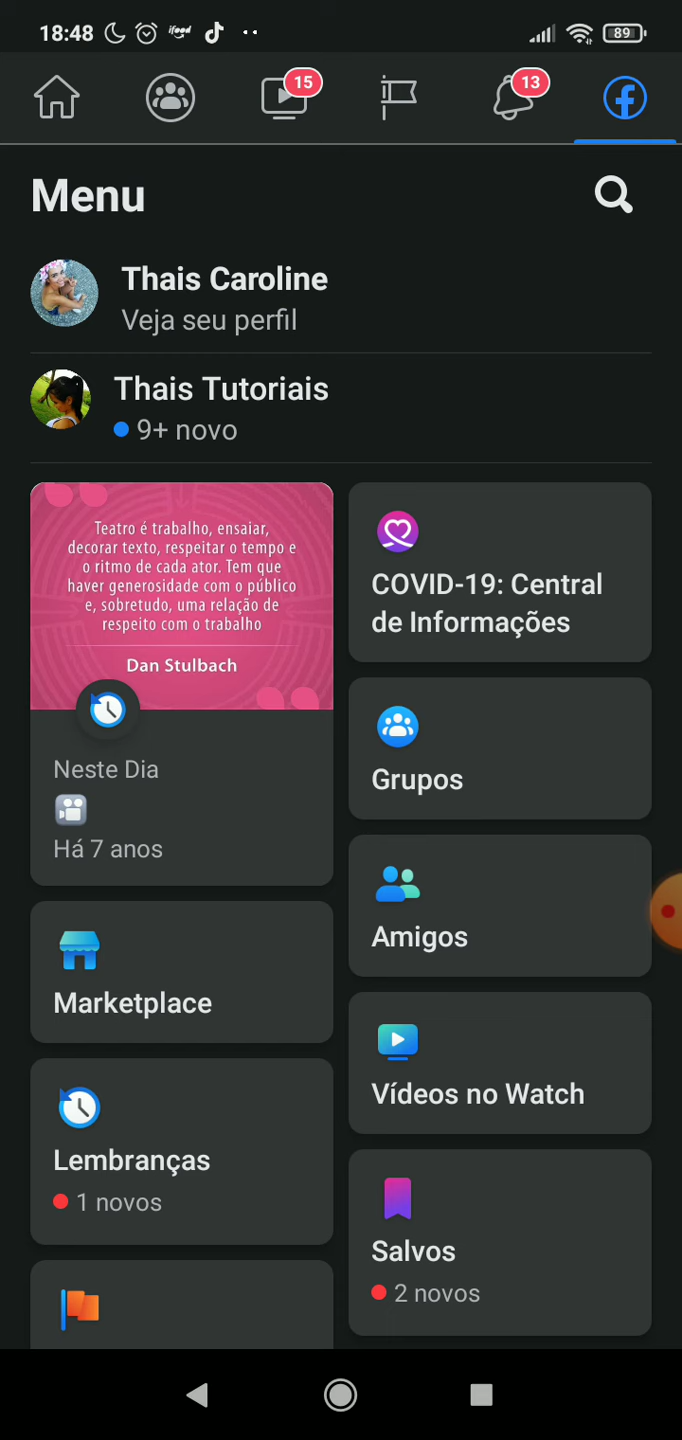 18:48
ifood
89
15
13
Menu
Thais Caroline
Veja seu perfil
Thais Tutoriais
9+ novo
Teatro é trabalho, ensaiar,
decorar texto, respeitar o tempo e
o ritmo de cada ator. Tem que
haver generosidade com o público
e, sobretudo, uma relação de
respeito com o trabalho
Dan Stulbach
Neste Dia
Há 7 anos
Marketplace
Lembranças
1 novos
COVID-19: Central
de Informações
Grupos
Amigos
Vídeos no Watch
Salvos
2 novos